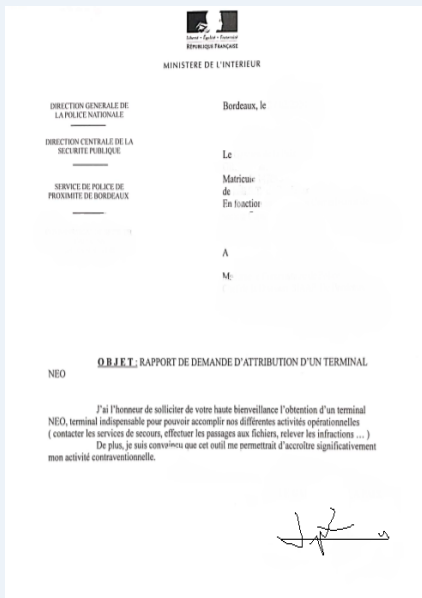 Liberté • Égalité • Fraternité
RÉPUBLIQUE FRANÇAISE
MINISTERE DE L'INTERIEUR
DIRECTION GENERALE DE
LA POLICE NATIONALE
DIRECTION CENTRALE DE LA
SECURITE PUBLIQUE
SERVICE DE POLICE DE
PROXIMITE DE BORDEAUX
Bordeaux, le
Le
Matricule
de
En fonction
A
M.
OBJET : RAPPORT DE DEMANDE D'ATTRIBUTION D'UN TERMINAL
NEO
J'ai l'honneur de solliciter de votre haute bienveillance l'obtention d'un terminal
NEO, terminal indispensable pour pouvoir accomplir nos différentes activités opérationnelles
( contacter les services de secours, effectuer les passages aux fichiers, relever les infractions ... )
De plus, je suis convaincu que cet outil me permettrait d'accroître significativement
mon activité contraventionnelle.